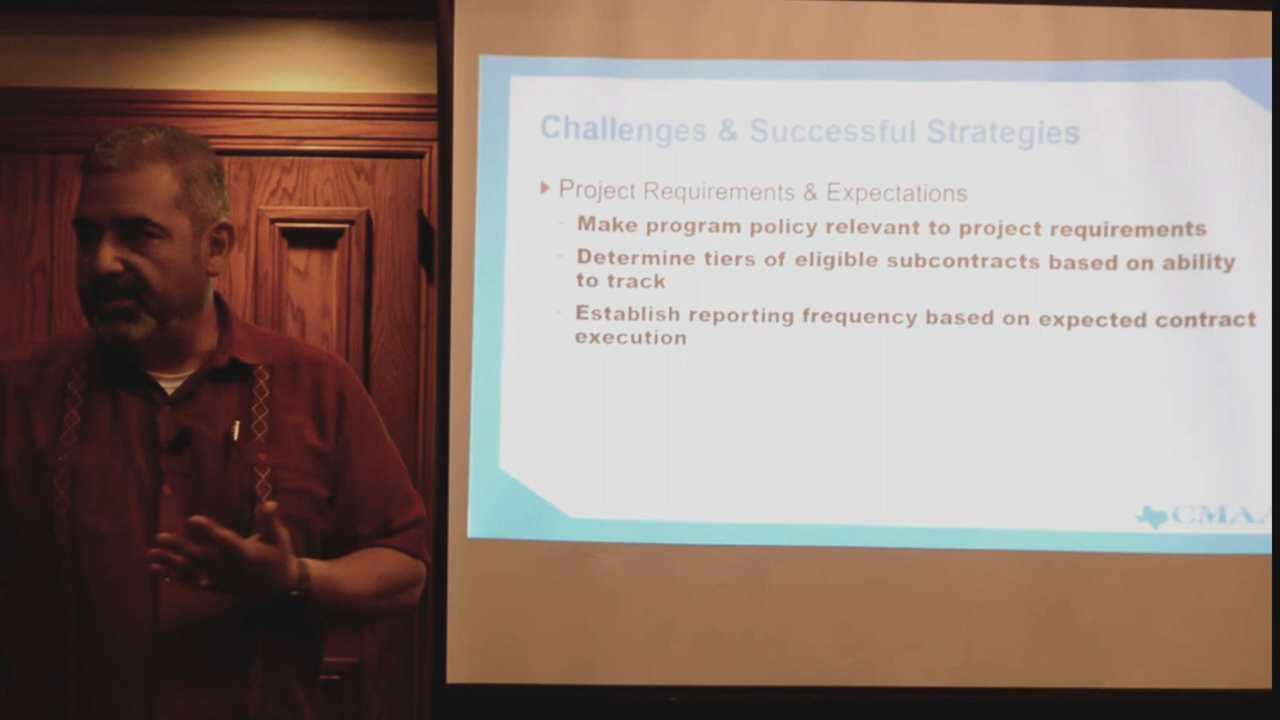 Challenges & Successful Strategies
Project Requirements & Expectations
- Make program policy relevant to project requirements
- Determine tiers of eligible subcontracts based on ability
to track
- Establish reporting frequency based on expected contract
execution
CMAA